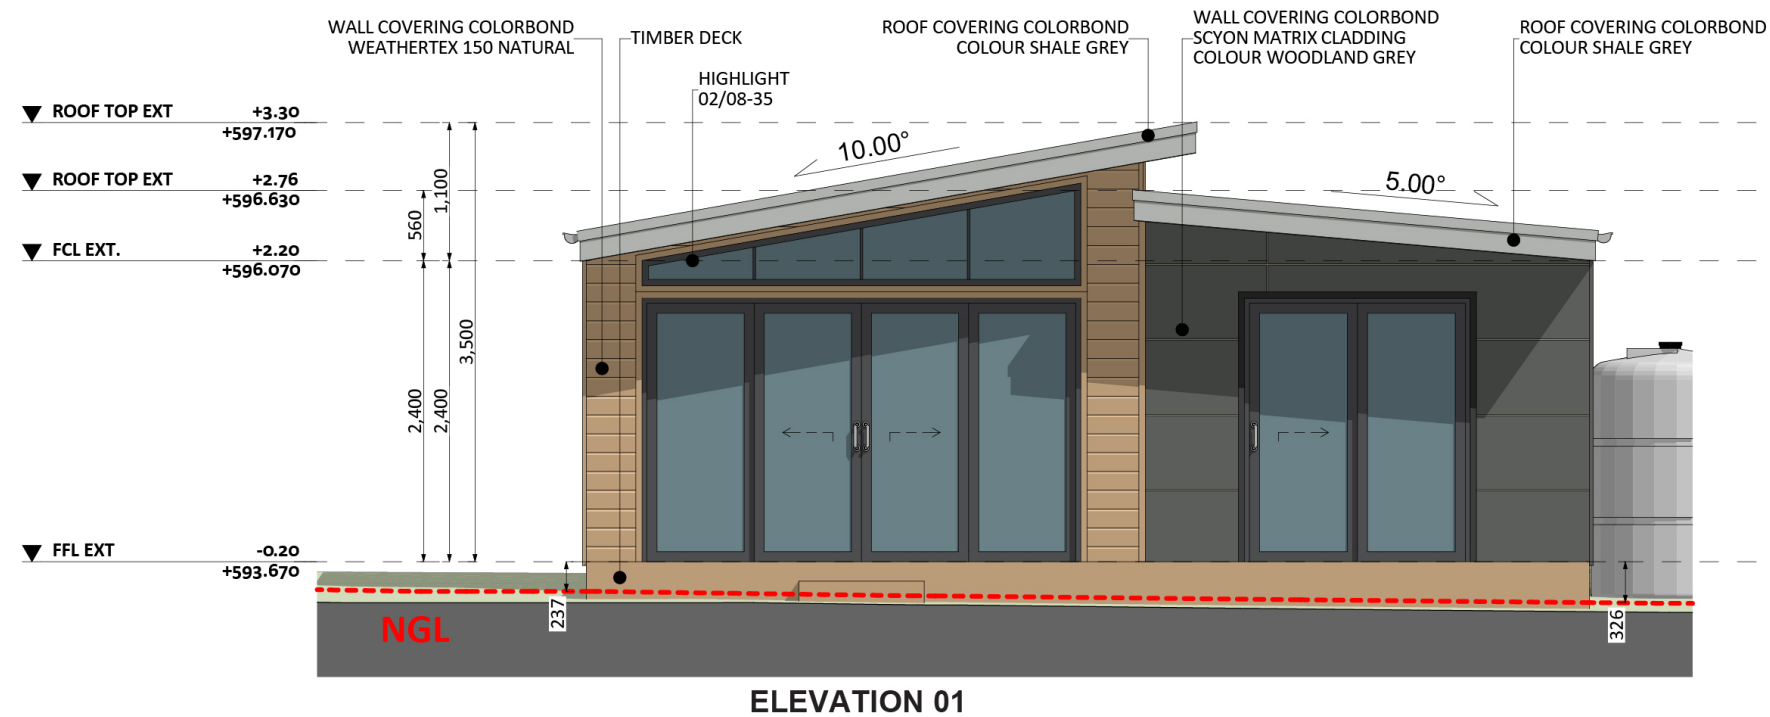 WALL COVERING COLORBOND
WEATHERTEX 150 NATURAL
TIMBER DECK
HIGHLIGHT
02/08-35
ROOF COVERING COLORBOND
COLOUR SHALE GREY
WALL COVERING COLORBOND
SCYON MATRIX CLADDING
COLOUR WOODLAND GREY
ROOF COVERING COLORBOND
COLOUR SHALE GREY
ROOF TOP EXT +3.30
+597.170
ROOF TOP EXT +2.76
+596.630
FCL EXT. +2.20
+596.070
FFL EXT -0.20
+593.670
560
1,100
2,400
2,400
3,500
10.00°
5.00°
237
326
NGL
ELEVATION 01